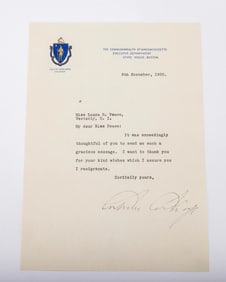 THE COMMONWEALTH OF MASSACHUSETTS
EXECUTIVE DEPARTMENT
STATE HOUSE, BOSTON
8th November, 1920.
Miss Louis B. Pease,
Westerly, R. I.
My dear Miss Pease:
It was exceedingly
thoughtful of you to send me such a
gracious message. I want to thank you
for your kind wishes which I assure you
I reciprocate.
Cordially yours,